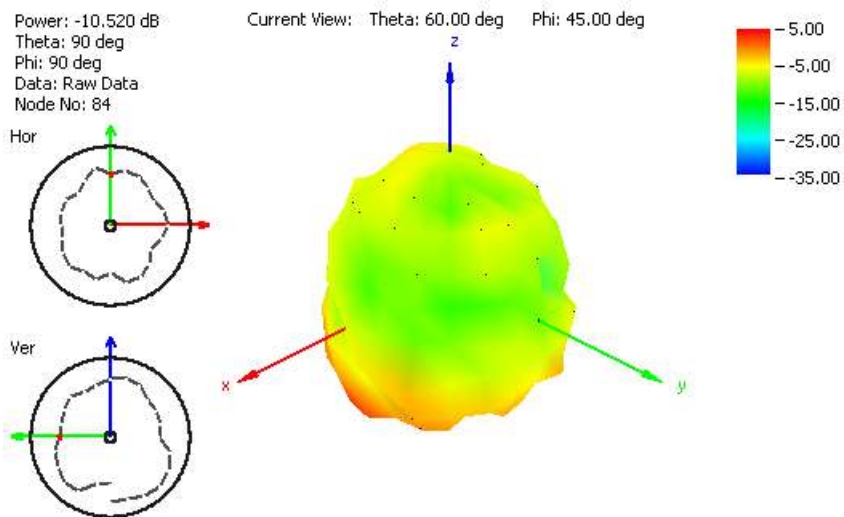 Power: -10.520 dB
Theta: 90 deg
Phi: 90 deg
Data: Raw Data
Node No: 84
Current View: Theta: 60.00 deg Phi: 45.00 deg
z
5.00
-5.00
-15.00
-25.00
-35.00
Hor
Ver
x
y